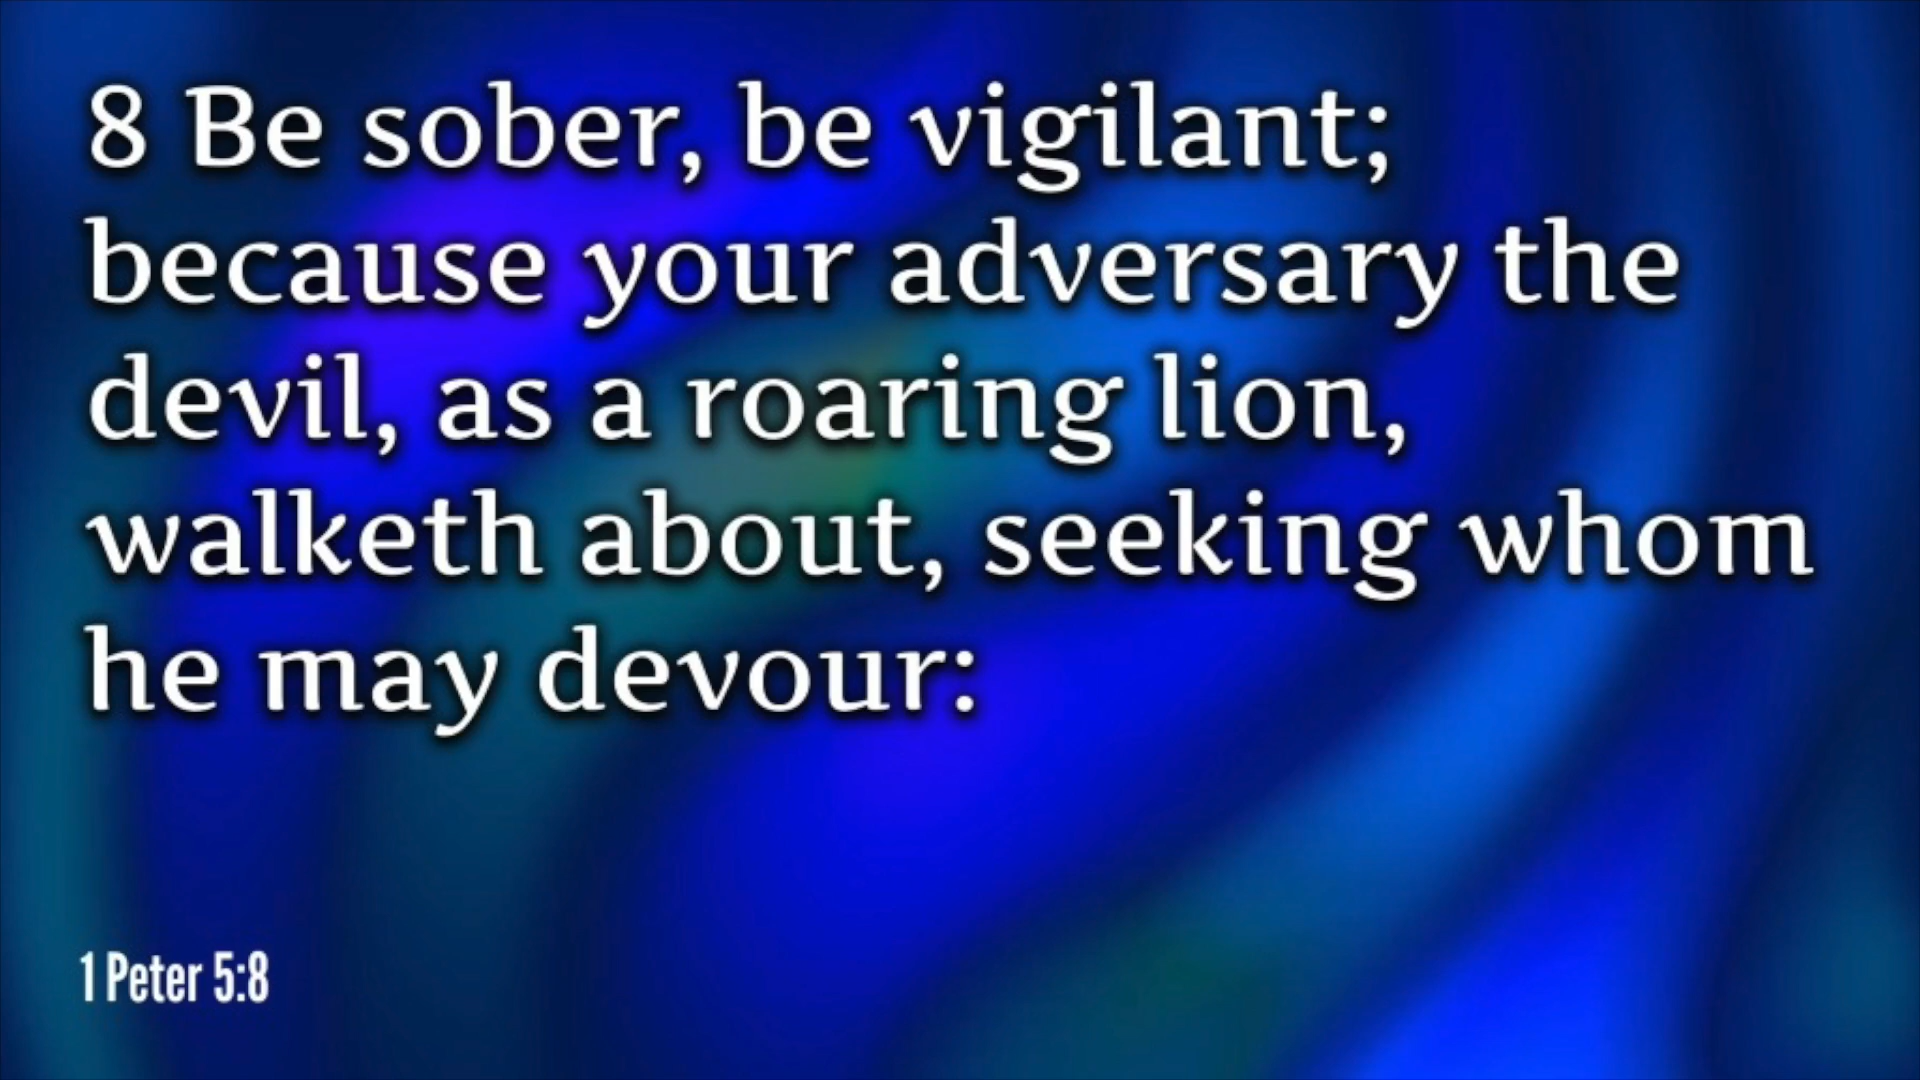 8 Be sober, be vigilant;
because your adversary the
devil, as a roaring lion,
walketh about, seeking whom
he may devour:
1 Peter 5:8